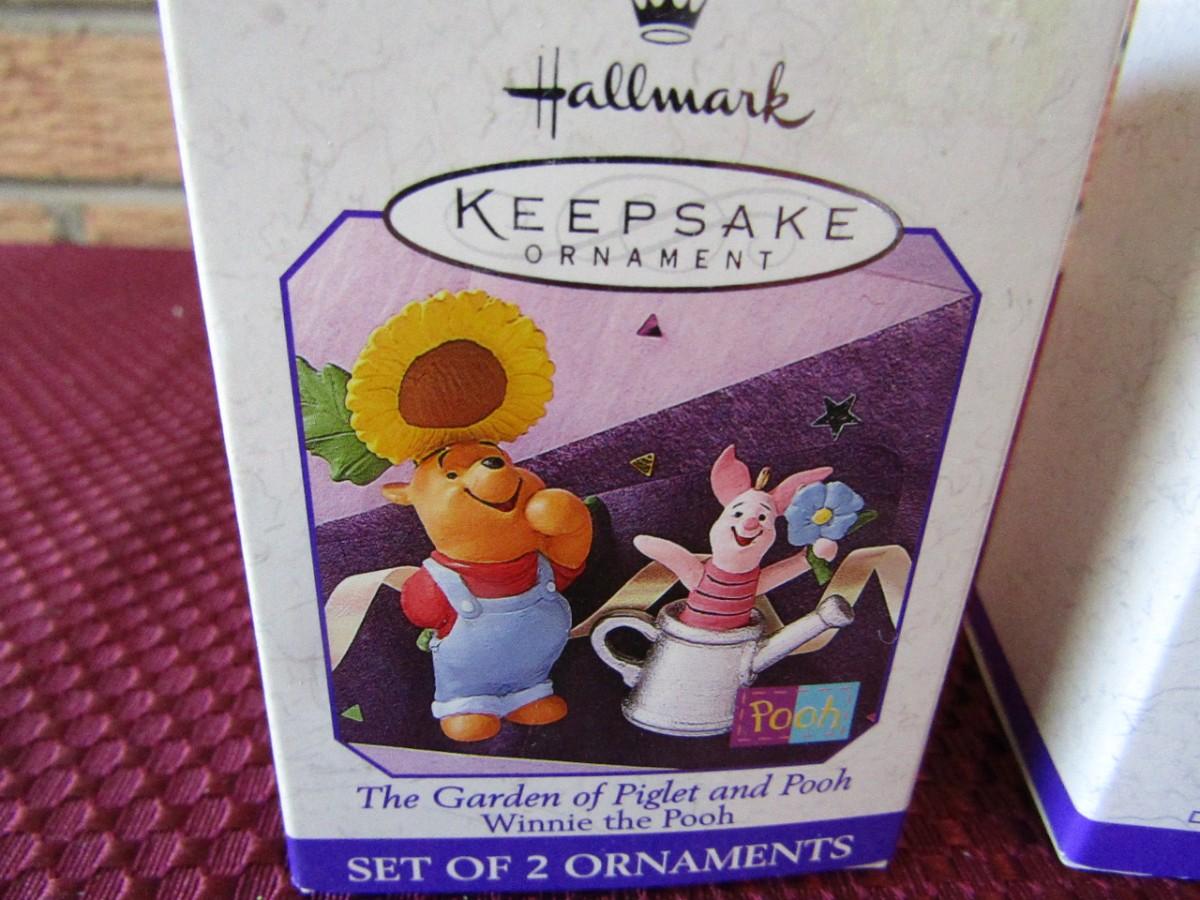 Hallmark
KEEPSAKE
ORNAMENT
Pooh
The Garden of Piglet and Pooh
Winnie the Pooh
SET OF 2 ORNAMENTS